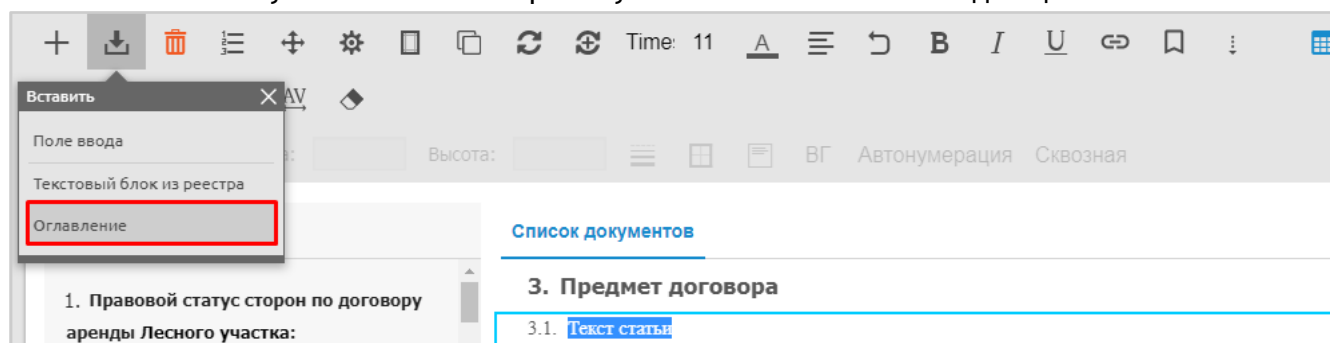 Time: 11 A B I U
Вставить
AV
Поле ввода
а:
Высота:
ВГ Автонумерация Сквозная
Текстовый блок из реестра
Оглавление
Список документов
1. Правовой статус сторон по договору
аренды Лесного участка:
3. Предмет договора
3.1. Текст статьи